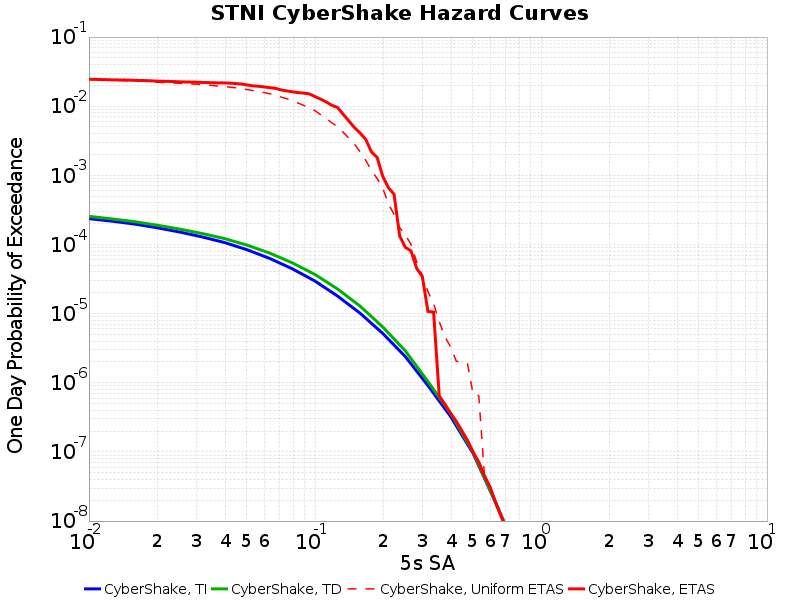 STNI CyberShake Hazard Curves
One Day Probability of Exceedance
10^-1
10^-2
10^-3
10^-4
10^-5
10^-6
10^-7
10^-8
10^-2 2 3 4 5 6 10^-1 2 3 4 5 6 7 10^0 2 3 4 5 6 7 10^1
5s SA
CyberShake, TI CyberShake, TD CyberShake, Uniform ETAS CyberShake, ETAS